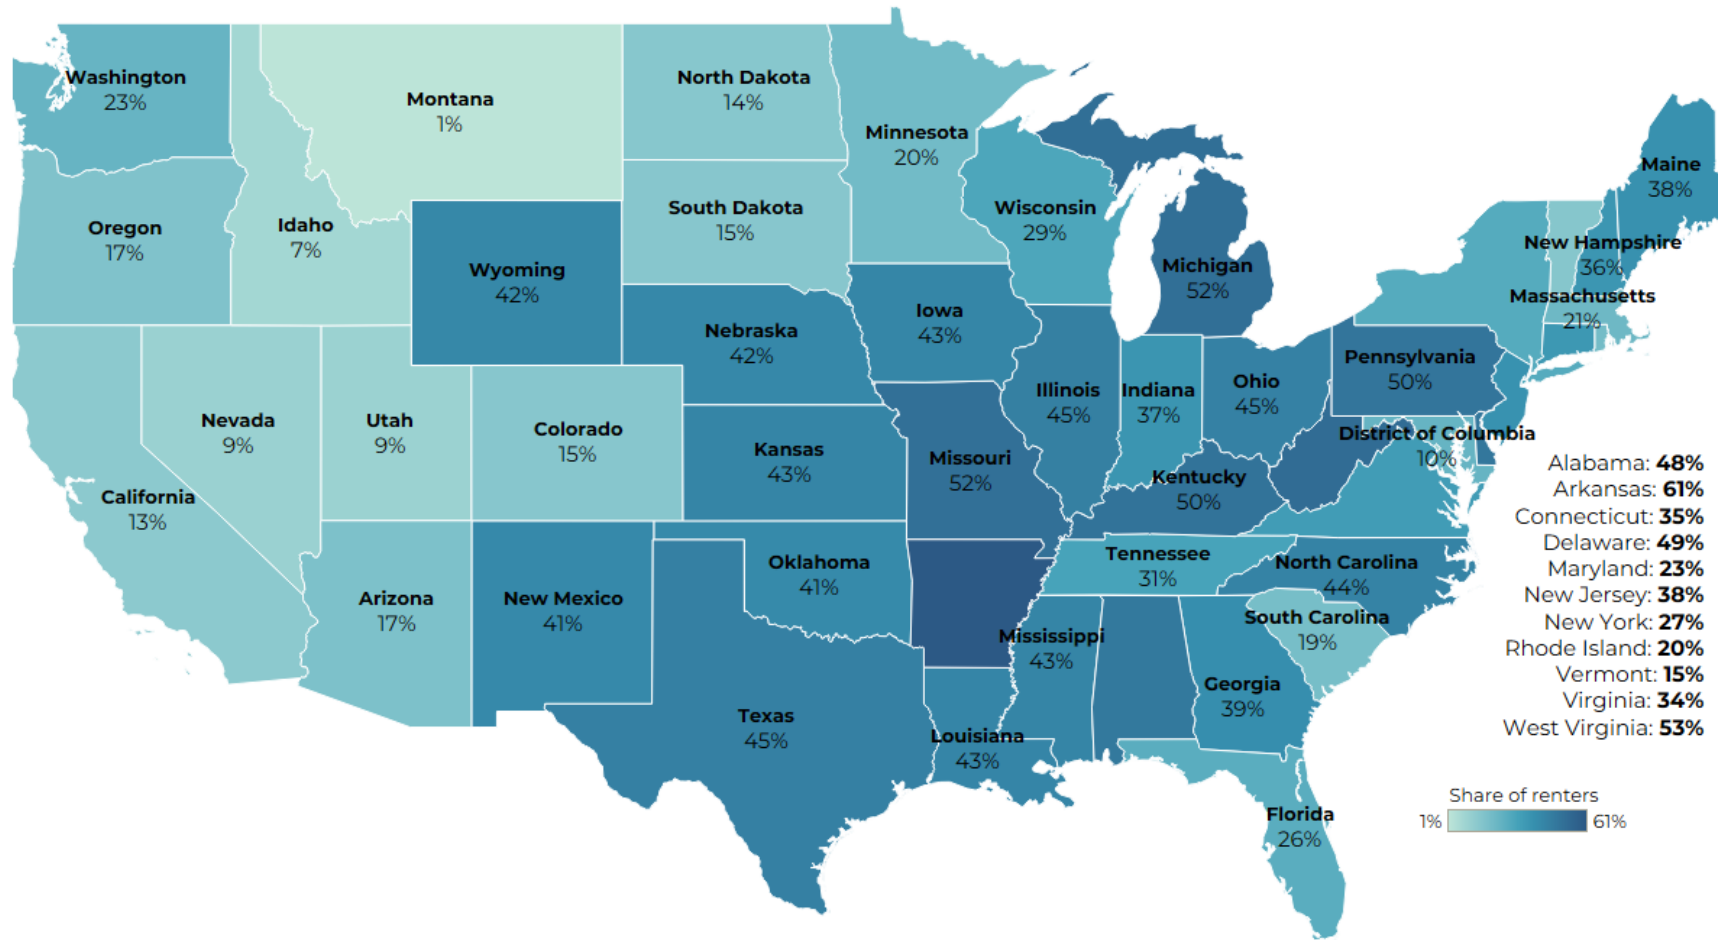 Washington
23%
Montana
1%
North Dakota
14%
Minnesota
20%
Maine
38%
Oregon
17%
Idaho
7%
South Dakota
15%
Wisconsin
29%
New Hampshire
36%
Wyoming
42%
Michigan
52%
Massachusetts
21%
Nebraska
42%
Iowa
43%
Pennsylvania
50%
Nevada
9%
Utah
9%
Colorado
15%
Illinois
45%
Indiana
37%
Ohio
45%
Kansas
43%
Missouri
52%
Kentucky
50%
District of Columbia
10%
California
13%
Arizona
17%
New Mexico
41%
Oklahoma
41%
Tennessee
31%
North Carolina
44%
South Carolina
19%
Mississippi
43%
Georgia
39%
Texas
45%
Louisiana
43%
Florida
26%
Alabama: 48%
Arkansas: 61%
Connecticut: 35%
Delaware: 49%
Maryland: 23%
New Jersey: 38%
New York: 27%
Rhode Island: 20%
Vermont: 15%
Virginia: 34%
West Virginia: 53%
Share of renters
1% 61%